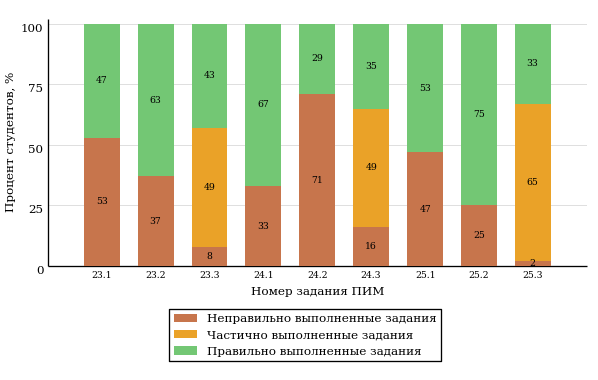 Процент студентов, %
100
75
50
25
0
47 63 43 67 29 35 53 75 33
49 49 65
53 37 8 33 71 16 47 25 2
23.1 23.2 23.3 24.1 24.2 24.3 25.1 25.2 25.3
Номер задания ПИМ
Неправильно выполненные задания
Частично выполненные задания
Правильно выполненные задания